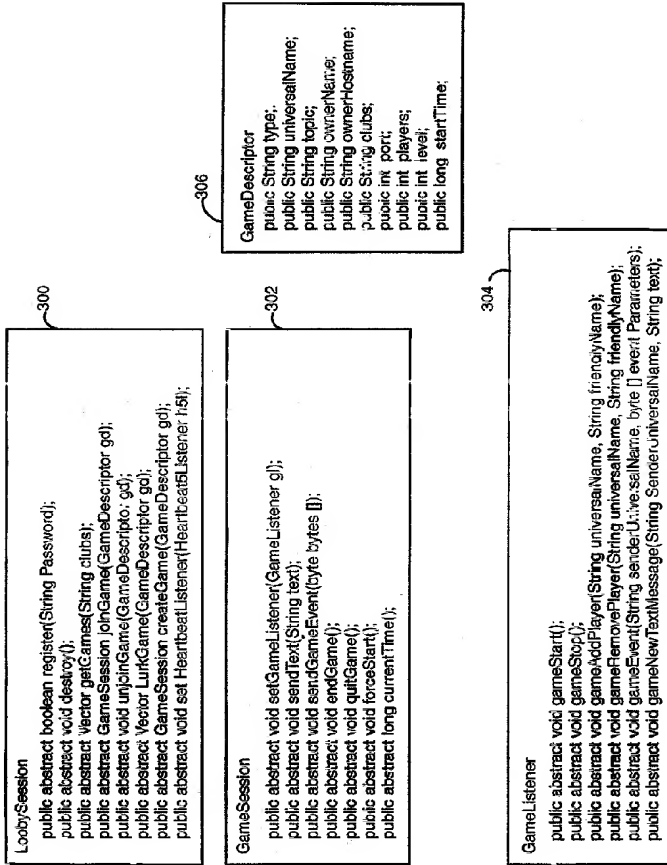 LoobySession
public abstract boolean register(String Password);
public abstract void destroy();
public abstract Vector getGames(String clubs);
public abstract GameSession joinGame(GameDescriptor gd);
public abstract void unjoinGame(GameDescriptor gd);
public abstract Vector LurkGame(GameDescriptor gd);
public abstract GameSession createGame(GameDescriptor gd);
public abstract void set HeartbeatListener(Heartbeat5Listener h5l);
300
GameSession
public abstract void setGameListener(GameListener gl);
public abstract void sendText(String text);
public abstract void sendGameEvent(byte bytes []);
public abstract void endGame();
public abstract void quitGame();
public abstract void forceStart();
public abstract long currentTime();
302
GameListener
public abstract void gameStart();
public abstract void gameStop();
public abstract void gameAddPlayer(String universalName, String friendlyName);
public abstract void gameRemovePlayer(String universalName, String friendlyName);
public abstract void gameEvent(String senderUniversalName, byte [] event Parameters);
public abstract void gameNewTextMessage(String SenderUniversalName, String text);
304
GameDescriptor
public String type;
public String universalName;
public String topic;
public String ownerName;
public String ownerHostname;
public String clubs;
public int port;
public int players;
public int level;
public long startTime;
306